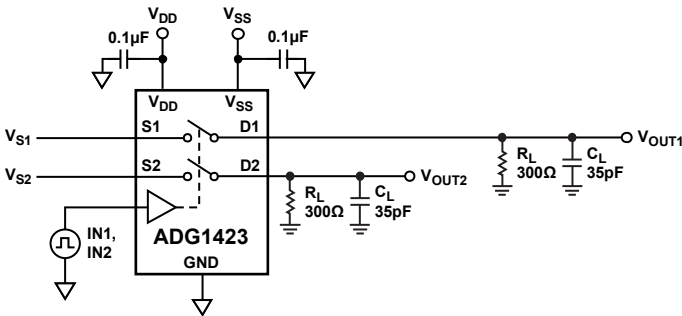 VDD
VSS
0.1µF
0.1µF
VDD
VSS
VS1
S1
D1
VOUT1
VS2
S2
D2
VOUT2
RL
300Ω
CL
35pF
RL
300Ω
CL
35pF
IN1,
IN2
ADG1423
GND